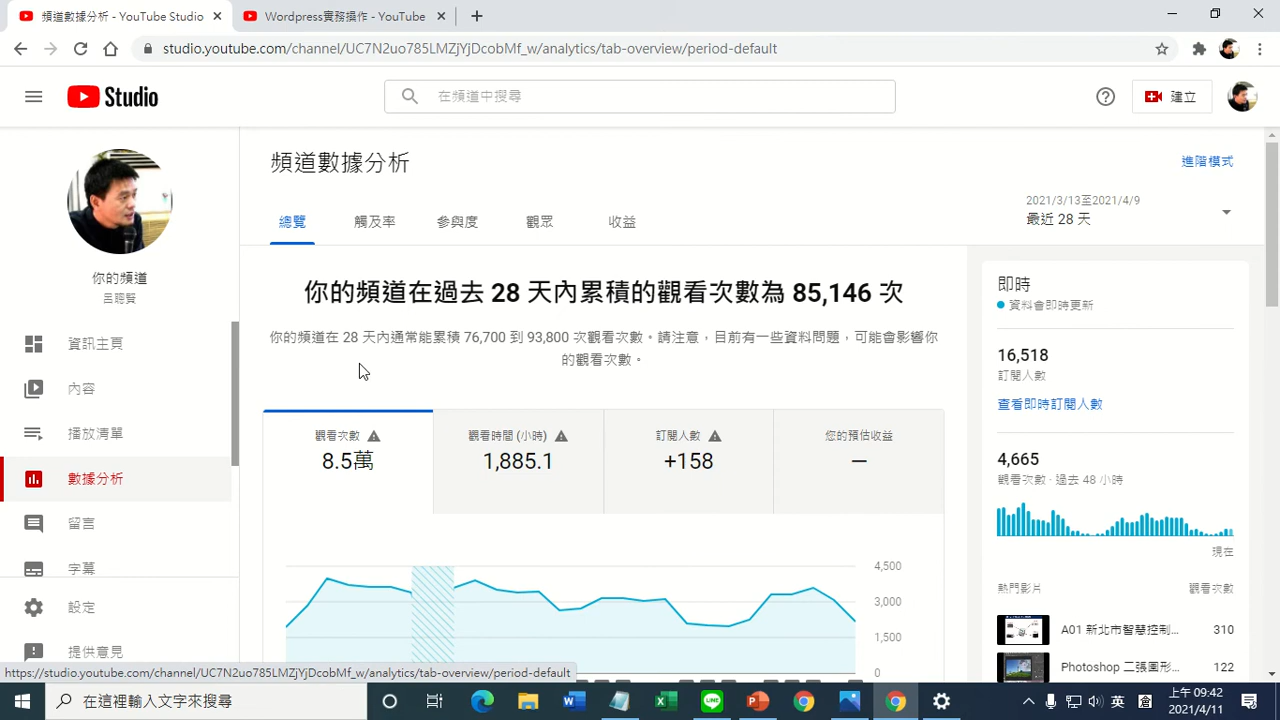 頻道數據分析 - YouTube Studio
Wordpress實務操作 - YouTube
studio.youtube.com/channel/UC7N2uo785LMZjYjDcobMf_w/analytics/tab-overview/period-default
Studio
在頻道中搜尋
建立
你的頻道
呂聰賢
資訊主頁
內容
播放清單
數據分析
留言
字幕
設定
提供意見
頻道數據分析
進階模式
總覽
觸及率
參與度
觀眾
收益
2021/3/13至2021/4/9
最近 28 天
你的頻道在過去 28 天內累積的觀看次數為 85,146 次
你的頻道在 28 天內通常能累積 76,700 到 93,800 次觀看次數。請注意,目前有一些資料問題,可能會影響你
的觀看次數。
觀看次數
8.5萬
觀看時間 (小時)
1,885.1
訂閱人數
+158
您的預估收益
—
4,500
3,000
1,500
0
即時
資料會即時更新
16,518
訂閱人數
查看即時訂閱人數
4,665
觀看次數 · 過去 48 小時
現在
熱門影片
觀看次數
A01 新北市智慧控制...
310
Photoshop 二張圖形...
122
https://studio.youtube.com/channel/UC7N2uo785LMZjYjDcobMf_w/analytics/tab-overview/period-default
在這裡輸入文字來搜尋
英
上午 09:42
2021/4/11